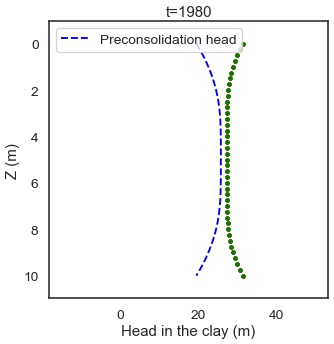 t=1980
Preconsolidation head
0
2
4
6
8
10
Z (m)
0 20 40
Head in the clay (m)